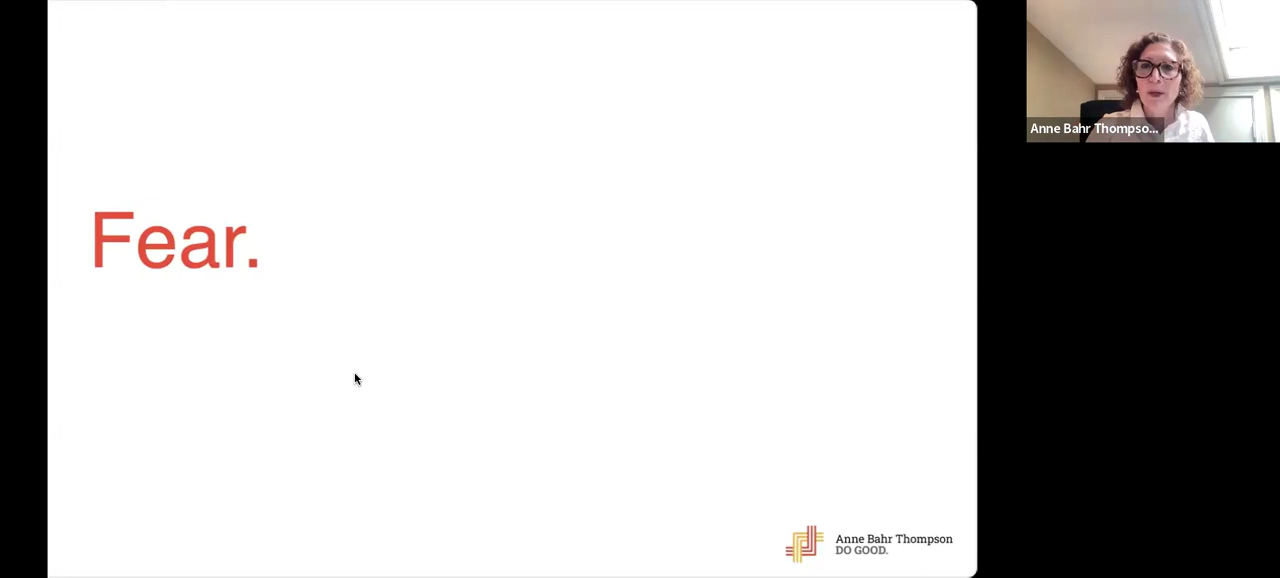 Fear.
Anne Bahr Thompso...
Anne Bahr Thompson
DO GOOD.